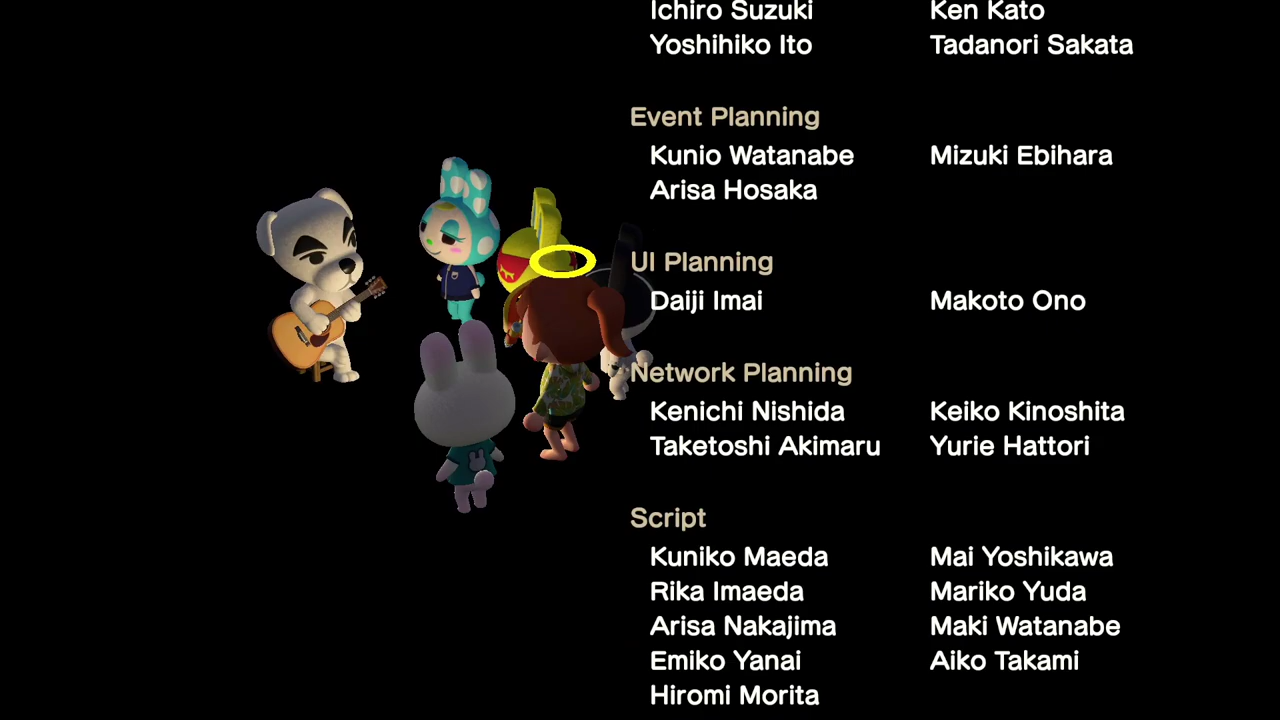 Ichiro Suzuki Ken Kato
Yoshihiko Ito Tadanori Sakata
Event Planning
Kunio Watanabe Mizuki Ebihara
Arisa Hosaka
UI Planning
Daiji Imai Makoto Ono
Network Planning
Kenichi Nishida Keiko Kinoshita
Taketoshi Akimaru Yurie Hattori
Script
Kuniko Maeda Mai Yoshikawa
Rika Imaeda Mariko Yuda
Arisa Nakajima Maki Watanabe
Emiko Yanai Aiko Takami
Hiromi Morita